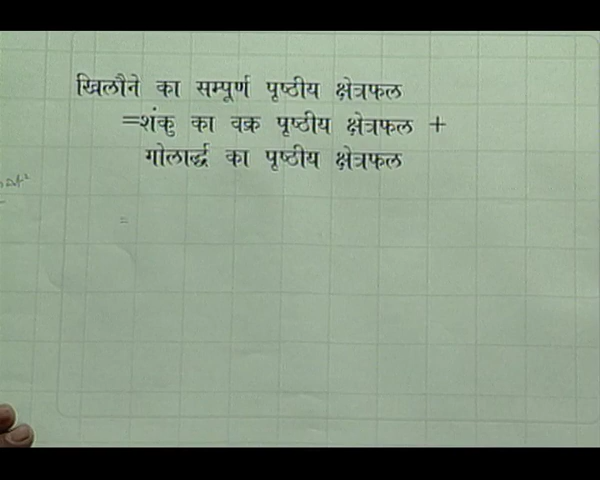 खिलौने का सम्पूर्ण पृष्ठीय क्षेत्रफल
=शंकु का वक्र पृष्ठीय क्षेत्रफल +
गोलार्द्ध का पृष्ठीय क्षेत्रफल
=